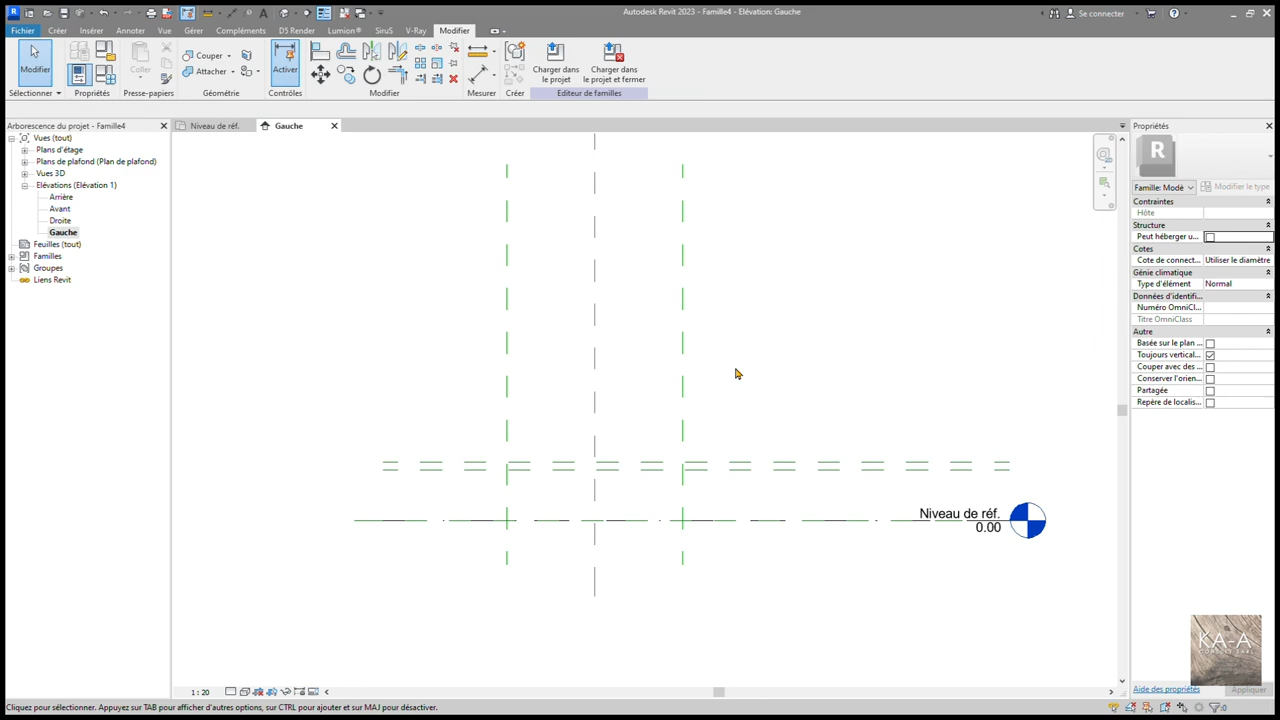 Autodesk Revit 2023 - Famille4 - Elévation: Gauche
Se connecter
Fichier Créer Insérer Annoter Vue Gérer Compléments D5 Render Lumion® SiruS V-Ray Modifier
Modifier
Coller
Couper
Attacher
Activer
Charger dans
le projet
Charger dans
le projet et fermer
Sélectionner Propriétés Presse-papiers Géométrie Contrôles Modifier Mesurer Créer Editeur de familles
Arborescence du projet - Famille4
Niveau de réf.
Gauche
Propriétés
Vues (tout)
Plans d'étage
Plans de plafond (Plan de plafond)
Vues 3D
Elévations (Elévation 1)
Arrière
Avant
Droite
Gauche
Feuilles (tout)
Familles
Groupes
Liens Revit
R
Famille: Modè
Modifier le type
Contraintes
Hôte
Structure
Peut héberger u...
Cotes
Cote de connect... Utiliser le diamètre
Génie climatique
Type d'élément Normal
Données d'identifi...
Numéro OmniCl...
Titre OmniClass
Autre
Basée sur le plan ...
Toujours vertical...
Couper avec des ...
Conserver l'orien...
Partagée
Repère de localis...
Niveau de réf.
0.00
KA-A
CONSULT SARL
1 : 20
Aide des propriétés
Appliquer
Cliquez pour sélectionner. Appuyez sur TAB pour afficher d'autres options, sur CTRL pour ajouter et sur MAJ pour désactiver.
:0